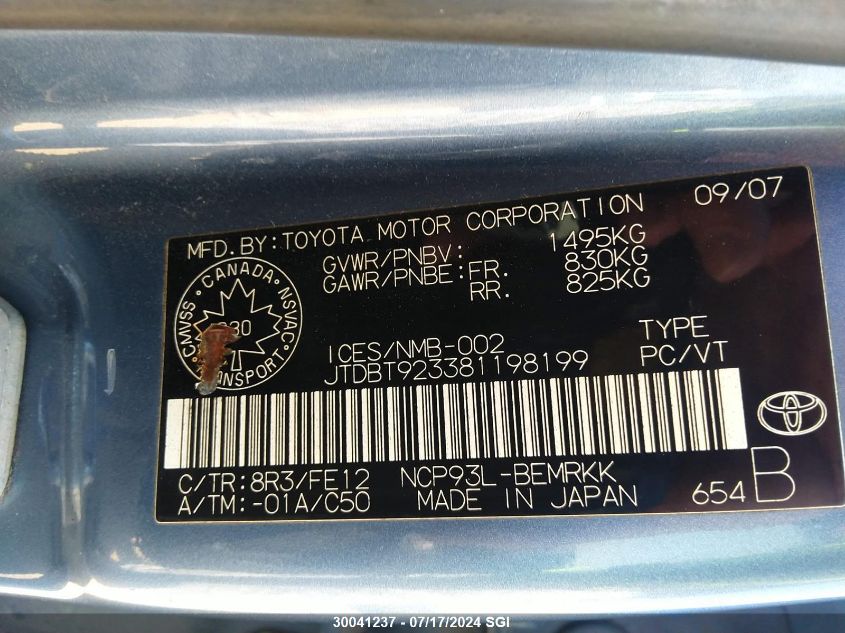 09/07
MFD.BY:TOYOTA MOTOR CORPORATION
GVWR/PNBV: 1495KG
GAWR/PNBE: FR. 830KG
RR. 825KG
CANADA
CMVSS NSVAC
TRANSPORT
ICES/NMB-002 TYPE
JTDBT923381198199 PC/VT
C/TR:8R3/FE12 NCP93L-BEMRKK
A/TM:-01A/C50 MADE IN JAPAN 654 B
30041237 - 07/17/2024 SGI